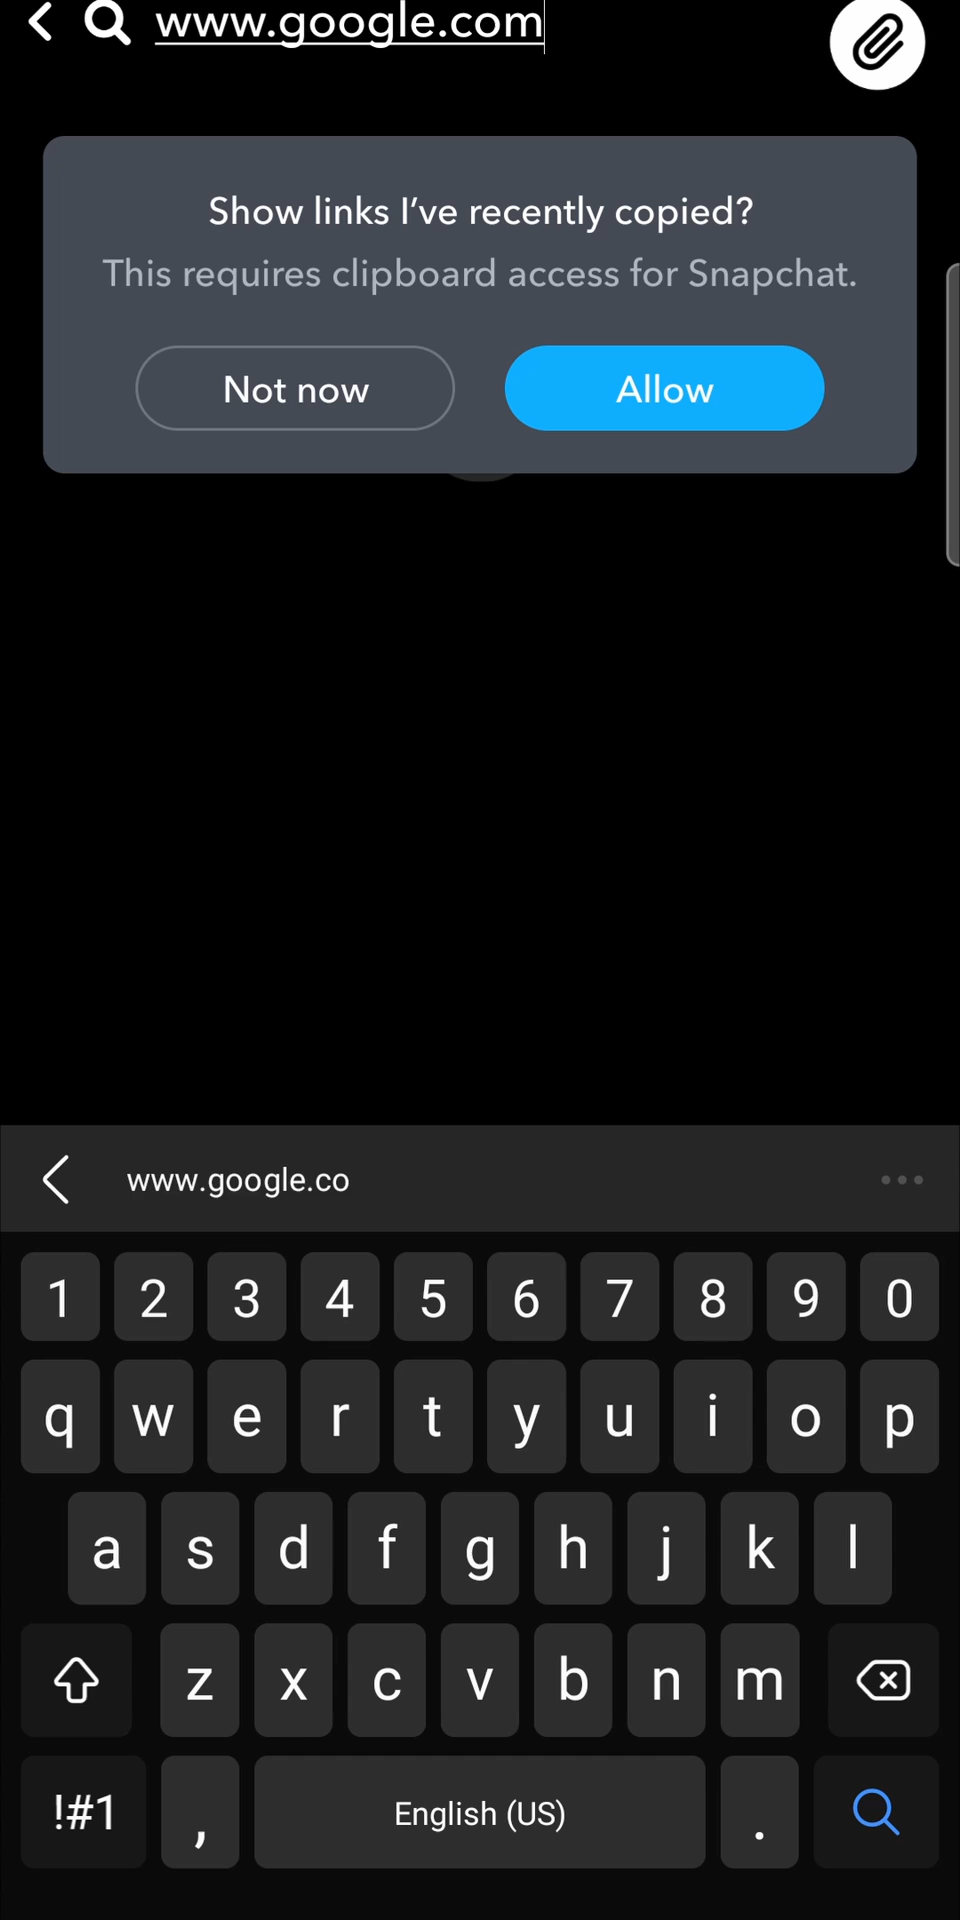 www.google.com
Show links I’ve recently copied?
This requires clipboard access for Snapchat.
Not now Allow
www.google.co
1 2 3 4 5 6 7 8 9 0
q w e r t y u i o p
a s d f g h j k l
z x c v b n m
!#1 , English (US) .